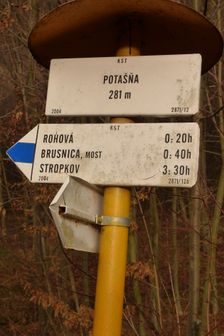 KST
POTAŠŇA
281 m
2004 2871/12
KST
ROHOVÁ 0:20h
BRUSNICA, MOST 0:40h
STROPKOV 3:30h
2004 2871/12b